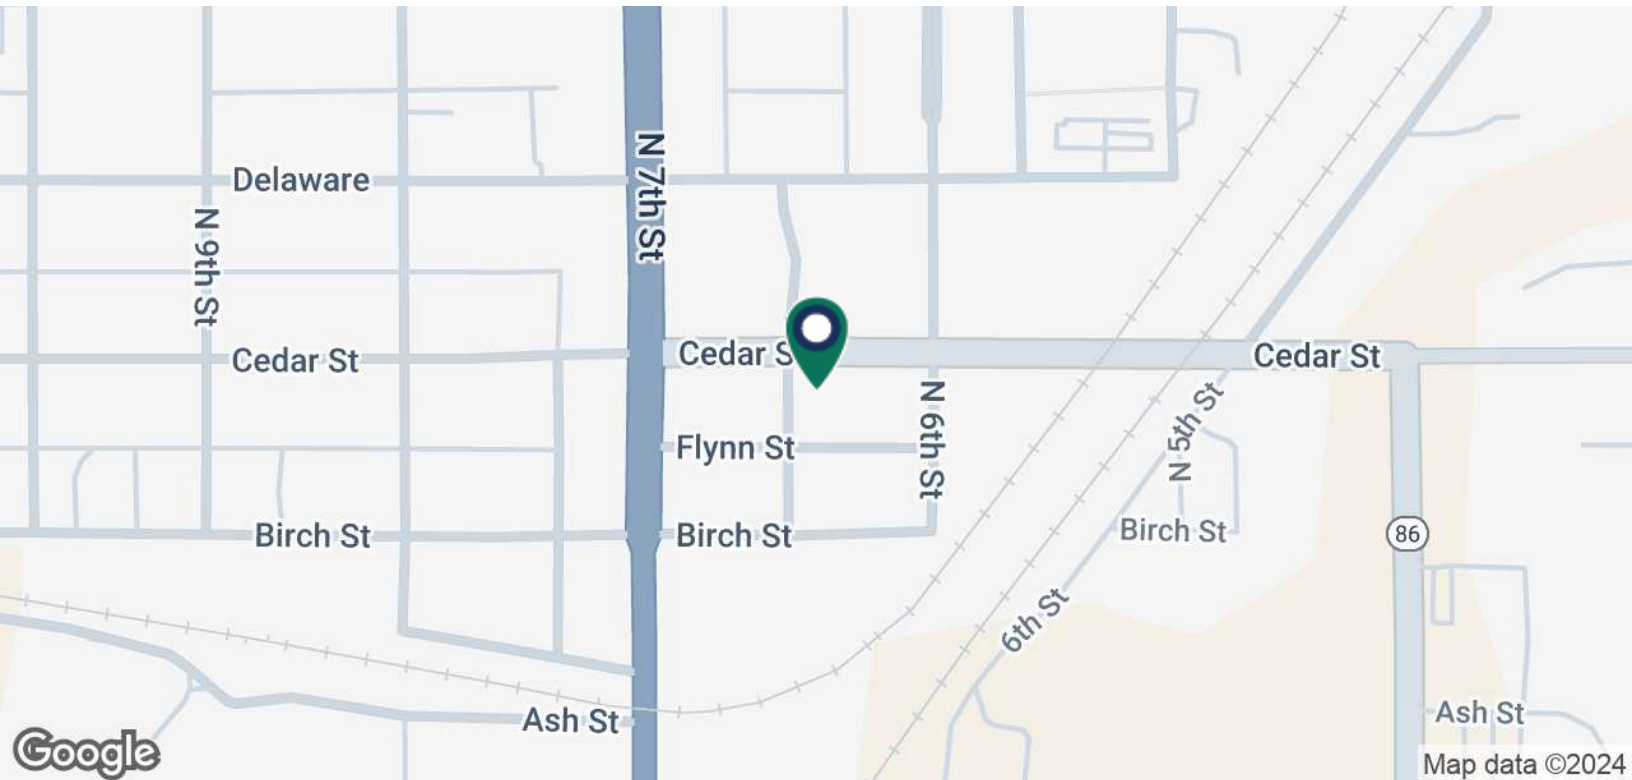 N 7th St
Delaware
N 9th St
Cedar St
Cedar S
Cedar St
N 6th St
N 5th St
Flynn St
Birch St
Birch St
Birch St
86
6th St
Ash St
Ash St
Google
Map data ©2024